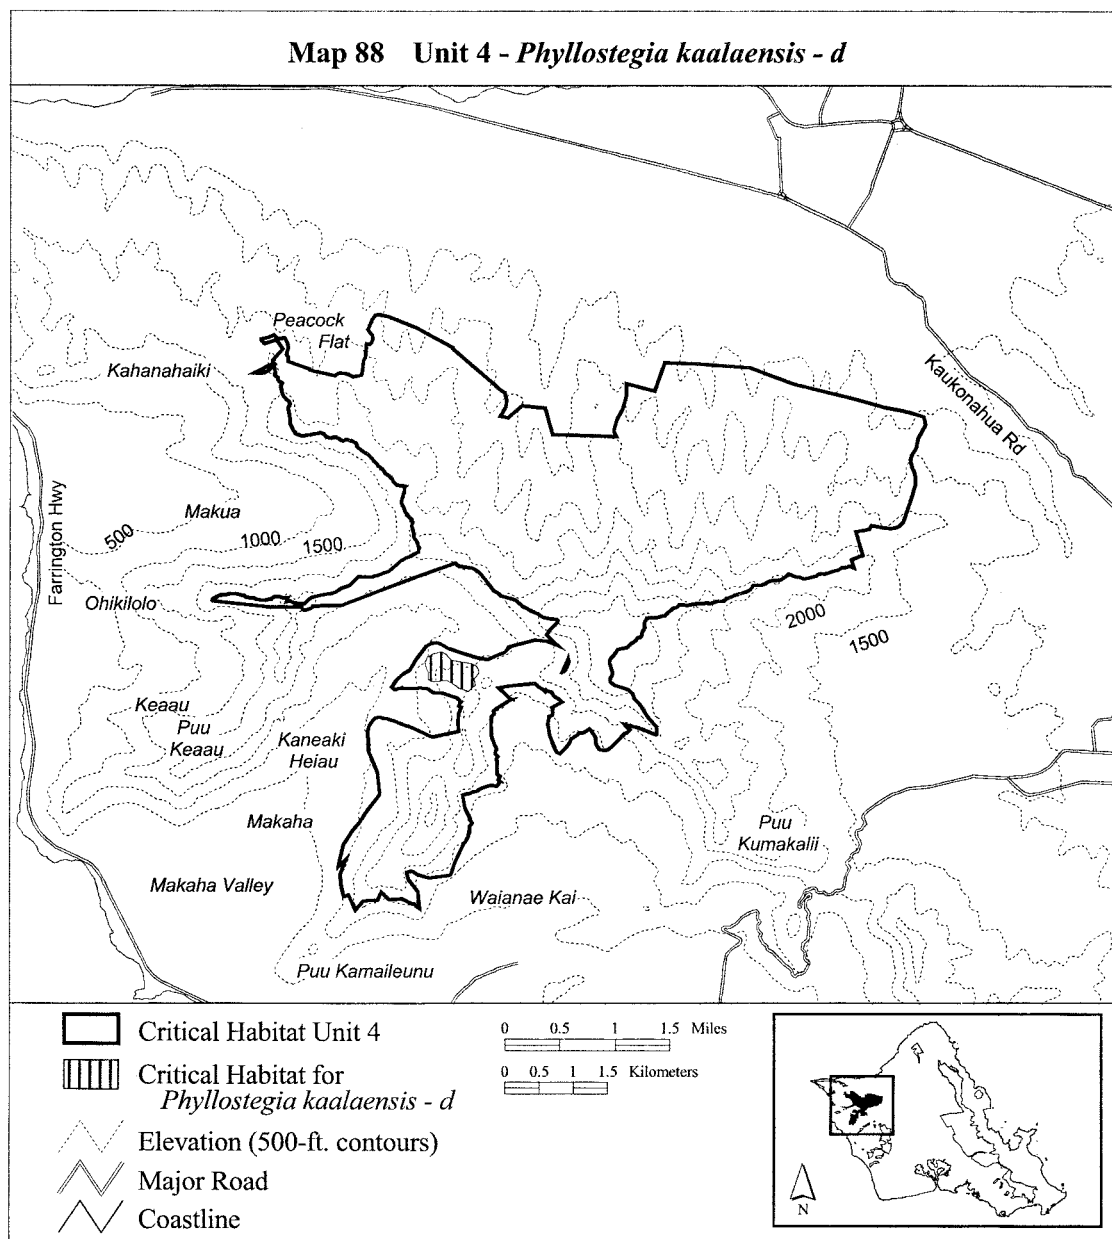 Map 88 Unit 4 - Phyllostegia kaalaensis - d
Peacock
Flat
Kahanahaiki
Kaukonahua Rd
Farrington Hwy
Makua
500
1000
1500
Ohikilolo
2000
1500
Keaau
Puu
Keaau
Kaneaki
Heiau
Makaha
Puu
Kumakalii
Makaha Valley
Waianae Kai
Puu Kamaileunu
Critical Habitat Unit 4
Critical Habitat for
Phyllostegia kaalaensis - d
Elevation (500-ft. contours)
Major Road
Coastline
0 0.5 1 1.5 Miles
0 0.5 1 1.5 Kilometers
N